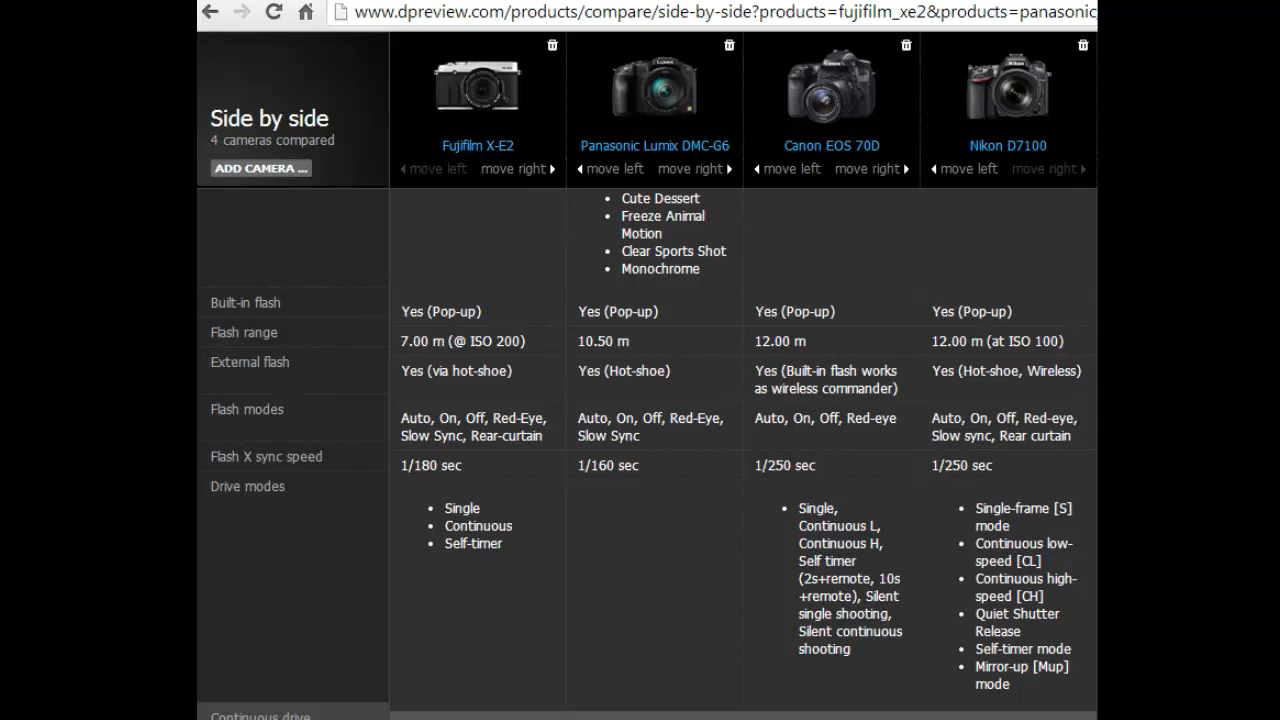 www.dpreview.com/products/compare/side-by-side?products=fujifilm_xe2&products=panasonic_
Side by side
4 cameras compared
ADD CAMERA ...
Fujifilm X-E2
Panasonic Lumix DMC-G6
Canon EOS 70D
Nikon D7100
move left move right
move left move right
move left move right
move left move right
• Cute Dessert
• Freeze Animal
Motion
• Clear Sports Shot
• Monochrome
Built-in flash
Yes (Pop-up)
Yes (Pop-up)
Yes (Pop-up)
Yes (Pop-up)
Flash range
7.00 m (@ ISO 200)
10.50 m
12.00 m
12.00 m (at ISO 100)
External flash
Yes (via hot-shoe)
Yes (Hot-shoe)
Yes (Built-in flash works
as wireless commander)
Yes (Hot-shoe, Wireless)
Flash modes
Auto, On, Off, Red-Eye,
Slow Sync, Rear-curtain
Auto, On, Off, Red-Eye,
Slow Sync
Auto, On, Off, Red-eye
Auto, On, Off, Red-eye,
Slow sync, Rear curtain
Flash X sync speed
1/180 sec
1/160 sec
1/250 sec
1/250 sec
Drive modes
• Single
• Continuous
• Self-timer
• Single,
Continuous L,
Continuous H,
Self timer
(2s+remote, 10s
+remote), Silent
single shooting,
Silent continuous
shooting
• Single-frame [S]
mode
• Continuous low-
speed [CL]
• Continuous high-
speed [CH]
• Quiet Shutter
Release
• Self-timer mode
• Mirror-up [Mup]
mode
Continuous drive